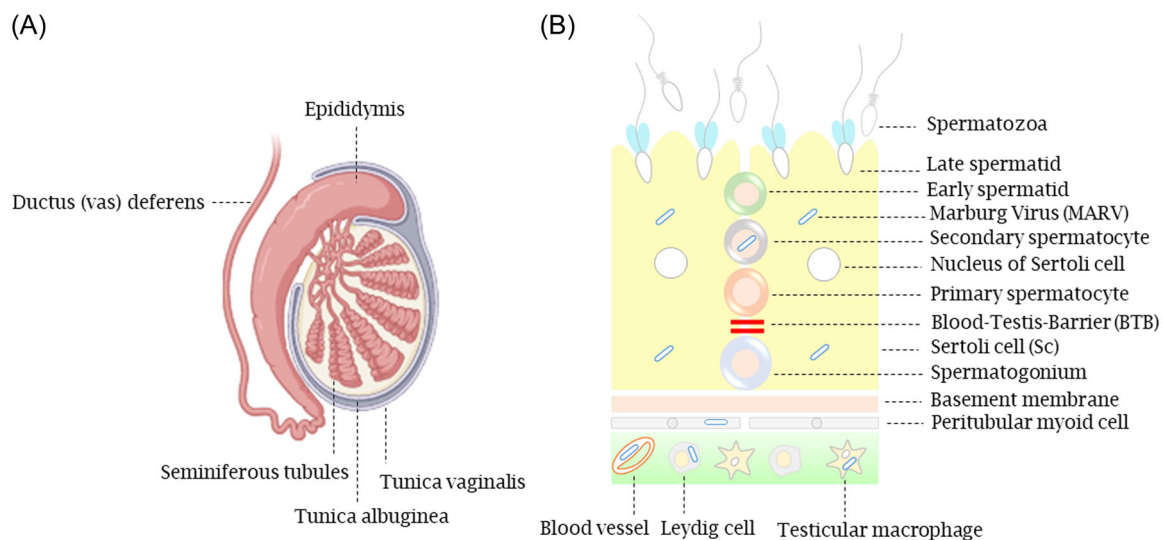 (A)
Epididymis
Ductus (vas) deferens
Seminiferous tubules
Tunica vaginalis
Tunica albuginea
(B)
Spermatozoa
Late spermatid
Early spermatid
Marburg Virus (MARV)
Secondary spermatocyte
Nucleus of Sertoli cell
Primary spermatocyte
Blood-Testis-Barrier (BTB)
Sertoli cell (Sc)
Spermatogonium
Basement membrane
Peritubular myoid cell
Blood vessel
Leydig cell
Testicular macrophage